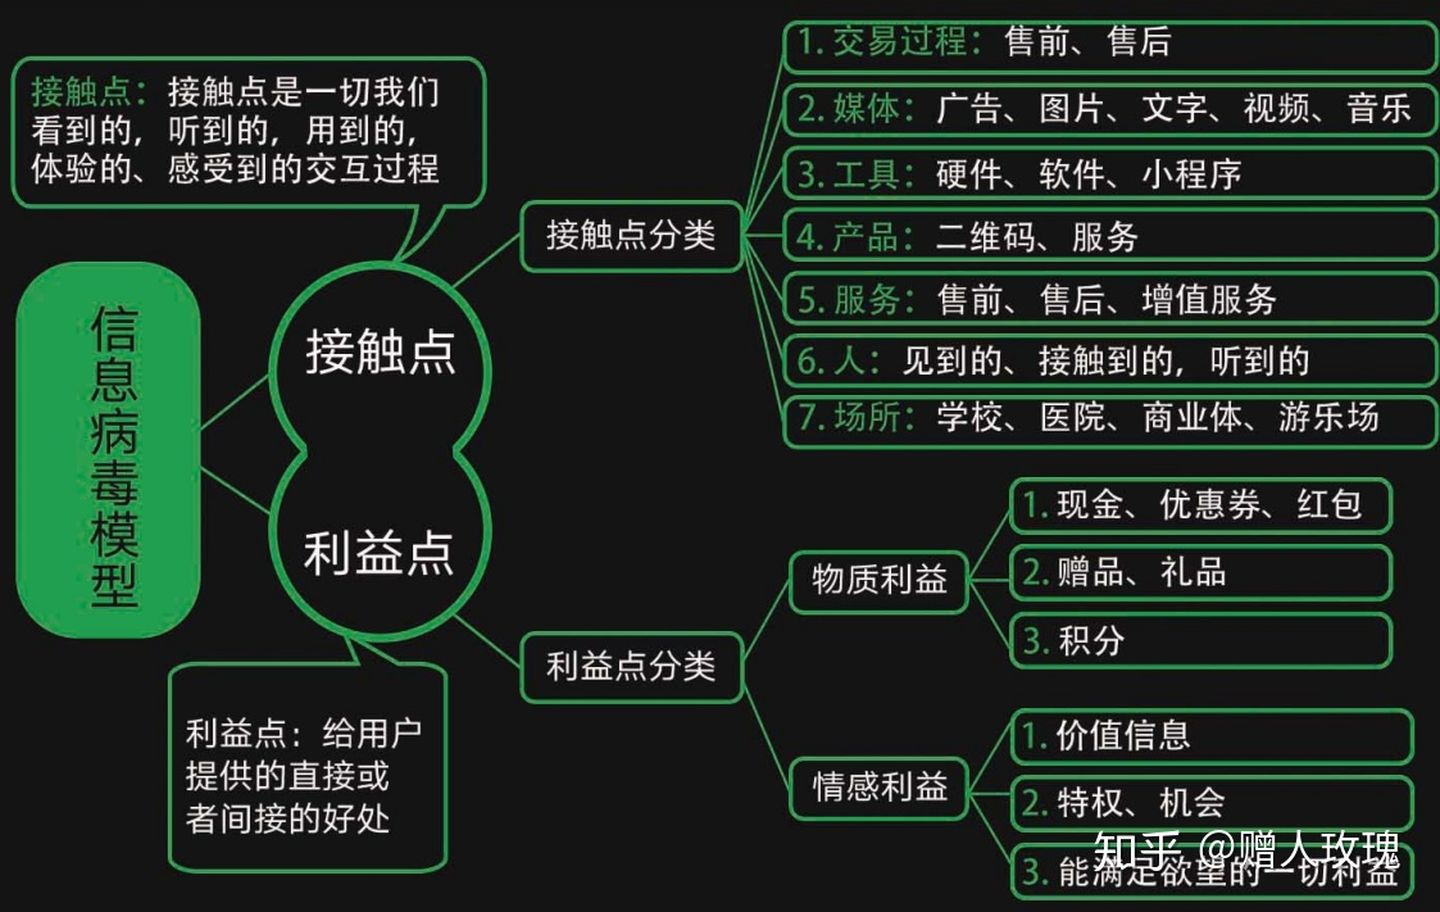 接触点：接触点是一切我们
看到的，听到的，用到的，
体验的、感受到的交互过程
信息病毒模型
接触点
利益点
利益点：给用户
提供的直接或
者间接的好处
接触点分类
1. 交易过程：售前、售后
2. 媒体：广告、图片、文字、视频、音乐
3. 工具：硬件、软件、小程序
4. 产品：二维码、服务
5. 服务：售前、售后、增值服务
6. 人：见到的、接触到的，听到的
7. 场所：学校、医院、商业体、游乐场
利益点分类
物质利益
1. 现金、优惠券、红包
2. 赠品、礼品
3. 积分
情感利益
1. 价值信息
2. 特权、机会
3. 能满足欲望的一切利益
知乎 @赠人玫瑰